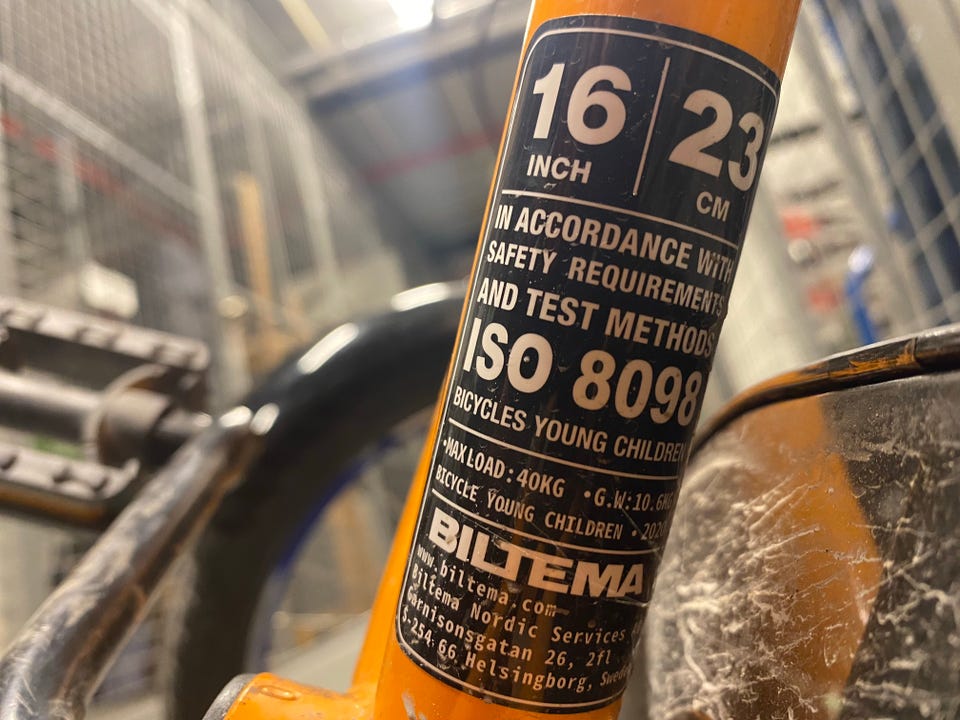 16 | 23
INCH CM
IN ACCORDANCE WITH
SAFETY REQUIREMENTS
AND TEST METHODS
ISO 8098
BICYCLES YOUNG CHILDREN
•MAX LOAD:40KG •G.W:10.6KG
BICYCLE YOUNG CHILDREN • 2020
BILTEMA
www.biltema.com
Biltema Nordic Services
Garnisonsgatan 26, 2fl
S-254 66 Helsingborg,